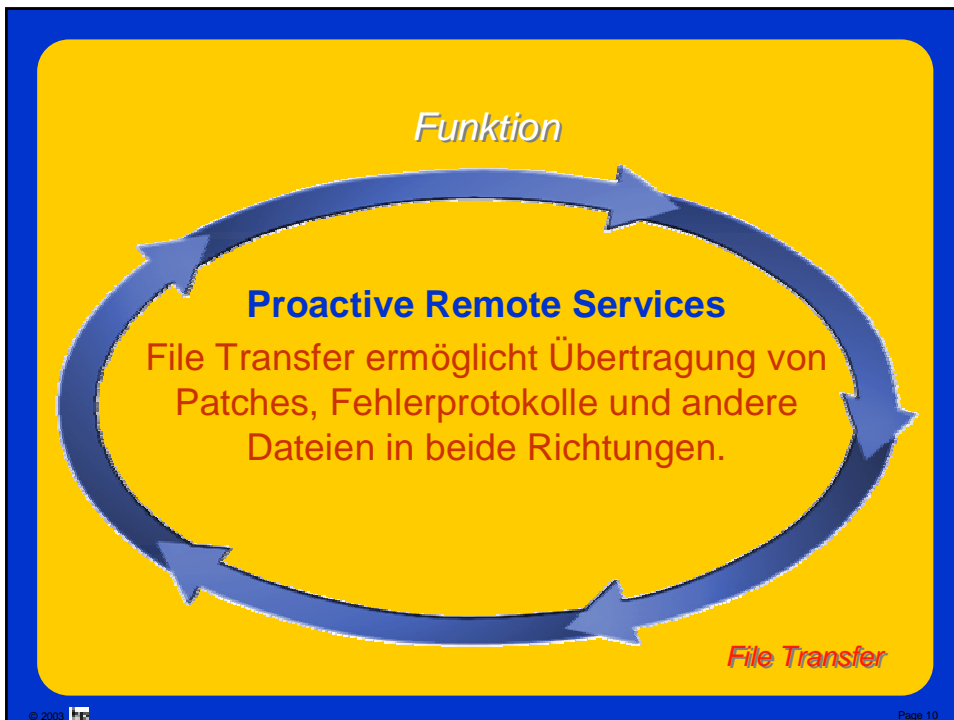 Funktion
Proactive Remote Services
File Transfer ermöglicht Übertragung von
Patches, Fehlerprotokolle und andere
Dateien in beide Richtungen.
File Transfer
© 2003
Page 10